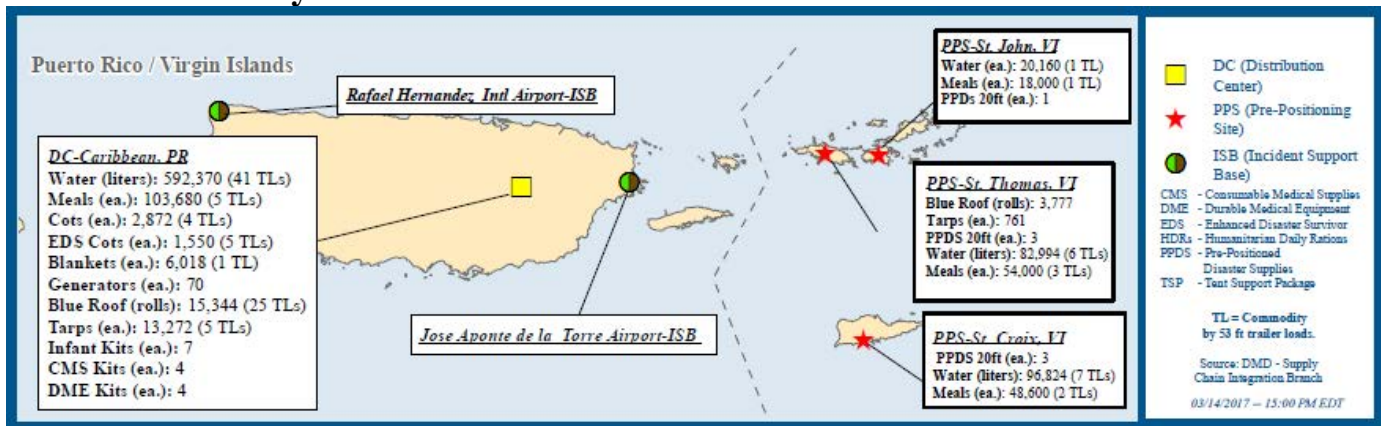 Puerto Rico / Virgin Islands
Rafael Hernandez Intl Airport-ISB
DC-Caribbean, PR
Water (liters): 592,370 (41 TLs)
Meals (ea.): 103,680 (5 TLs)
Cots (ea.): 2,872 (4 TLs)
EDS Cots (ea.): 1,550 (5 TLs)
Blankets (ea.): 6,018 (1 TL)
Generators (ea.): 70
Blue Roof (rolls): 15,344 (25 TLs)
Tarps (ea.): 13,272 (5 TLs)
Infant Kits (ea.): 7
CMS Kits (ea.): 4
DME Kits (ea.): 4
Jose Aponte de la Torre Airport-ISB
PPS-St. John, VI
Water (ea.): 20,160 (1 TL)
Meals (ea.): 18,000 (1 TL)
PPDs 20ft (ea.): 1
PPS-St. Thomas, VI
Blue Roof (rolls): 3,777
Tarps (ea.): 761
PPDS 20ft (ea.): 3
Water (liters): 82,994 (6 TLs)
Meals (ea.): 54,000 (3 TLs)
PPS-St. Croix, VI
PPDS 20ft (ea.): 3
Water (liters): 96,824 (7 TLs)
Meals (ea.): 48,600 (2 TLs)
DC (Distribution
Center)
PPS (Pre-Positioning
Site)
ISB (Incident Support
Base)
CMS - Consumable Medical Supplies
DME - Durable Medical Equipment
EDS - Enhanced Disaster Survivor
HDRs - Humanitarian Daily Rations
PPDS - Pre-Positioned
Disaster Supplies
TSP - Tent Support Package
TL = Commodity
by 53 ft trailer loads.
Source: DMD - Supply
Chain Integration Branch
03/14/2017 -- 15:00 PM EDT